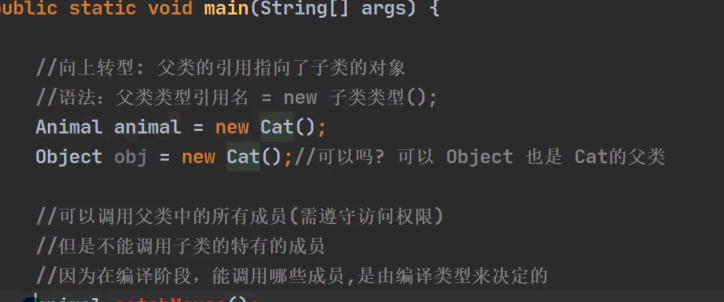 public static void main(String[] args) {
//向上转型: 父类的引用指向了子类的对象
//语法：父类类型引用名 = new 子类类型();
Animal animal = new Cat();
Object obj = new Cat();//可以吗? 可以 Object 也是 Cat的父类
//可以调用父类中的所有成员(需遵守访问权限)
//但是不能调用子类的特有的成员
//因为在编译阶段，能调用哪些成员,是由编译类型来决定的